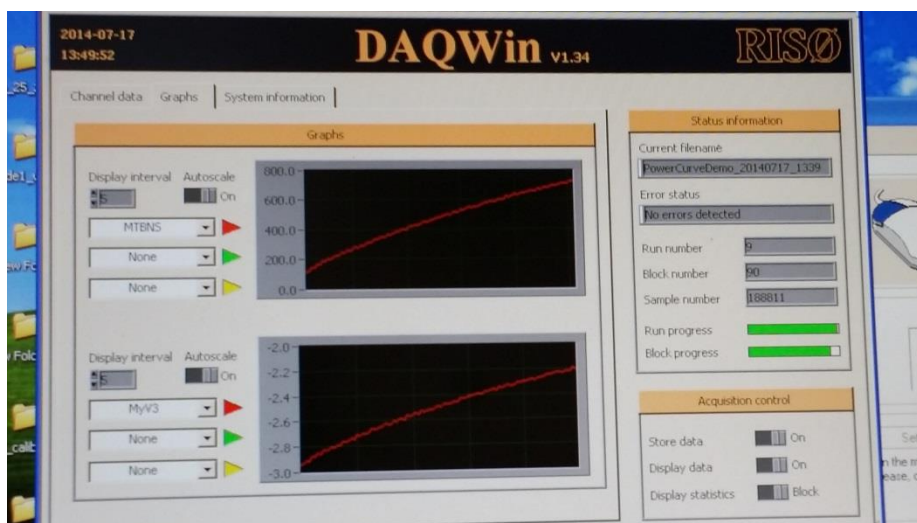 2014-07-17
13:49:52
DAQWin V1.34
RISØ
Channel data Graphs System information
Graphs
Display interval Autoscale
5 On
MTBNS
None
None
800.0
600.0
400.0
200.0
0.0
Display interval Autoscale
5 On
MyV3
None
None
-2.0
-2.2
-2.4
-2.6
-2.8
-3.0
Status information
Current filename
PowerCurveDemo_20140717_1339
Error status
No errors detected
Run number 9
Block number 90
Sample number 188811
Run progress
Block progress
Acquisition control
Store data On
Display data On
Display statistics Block
_25_